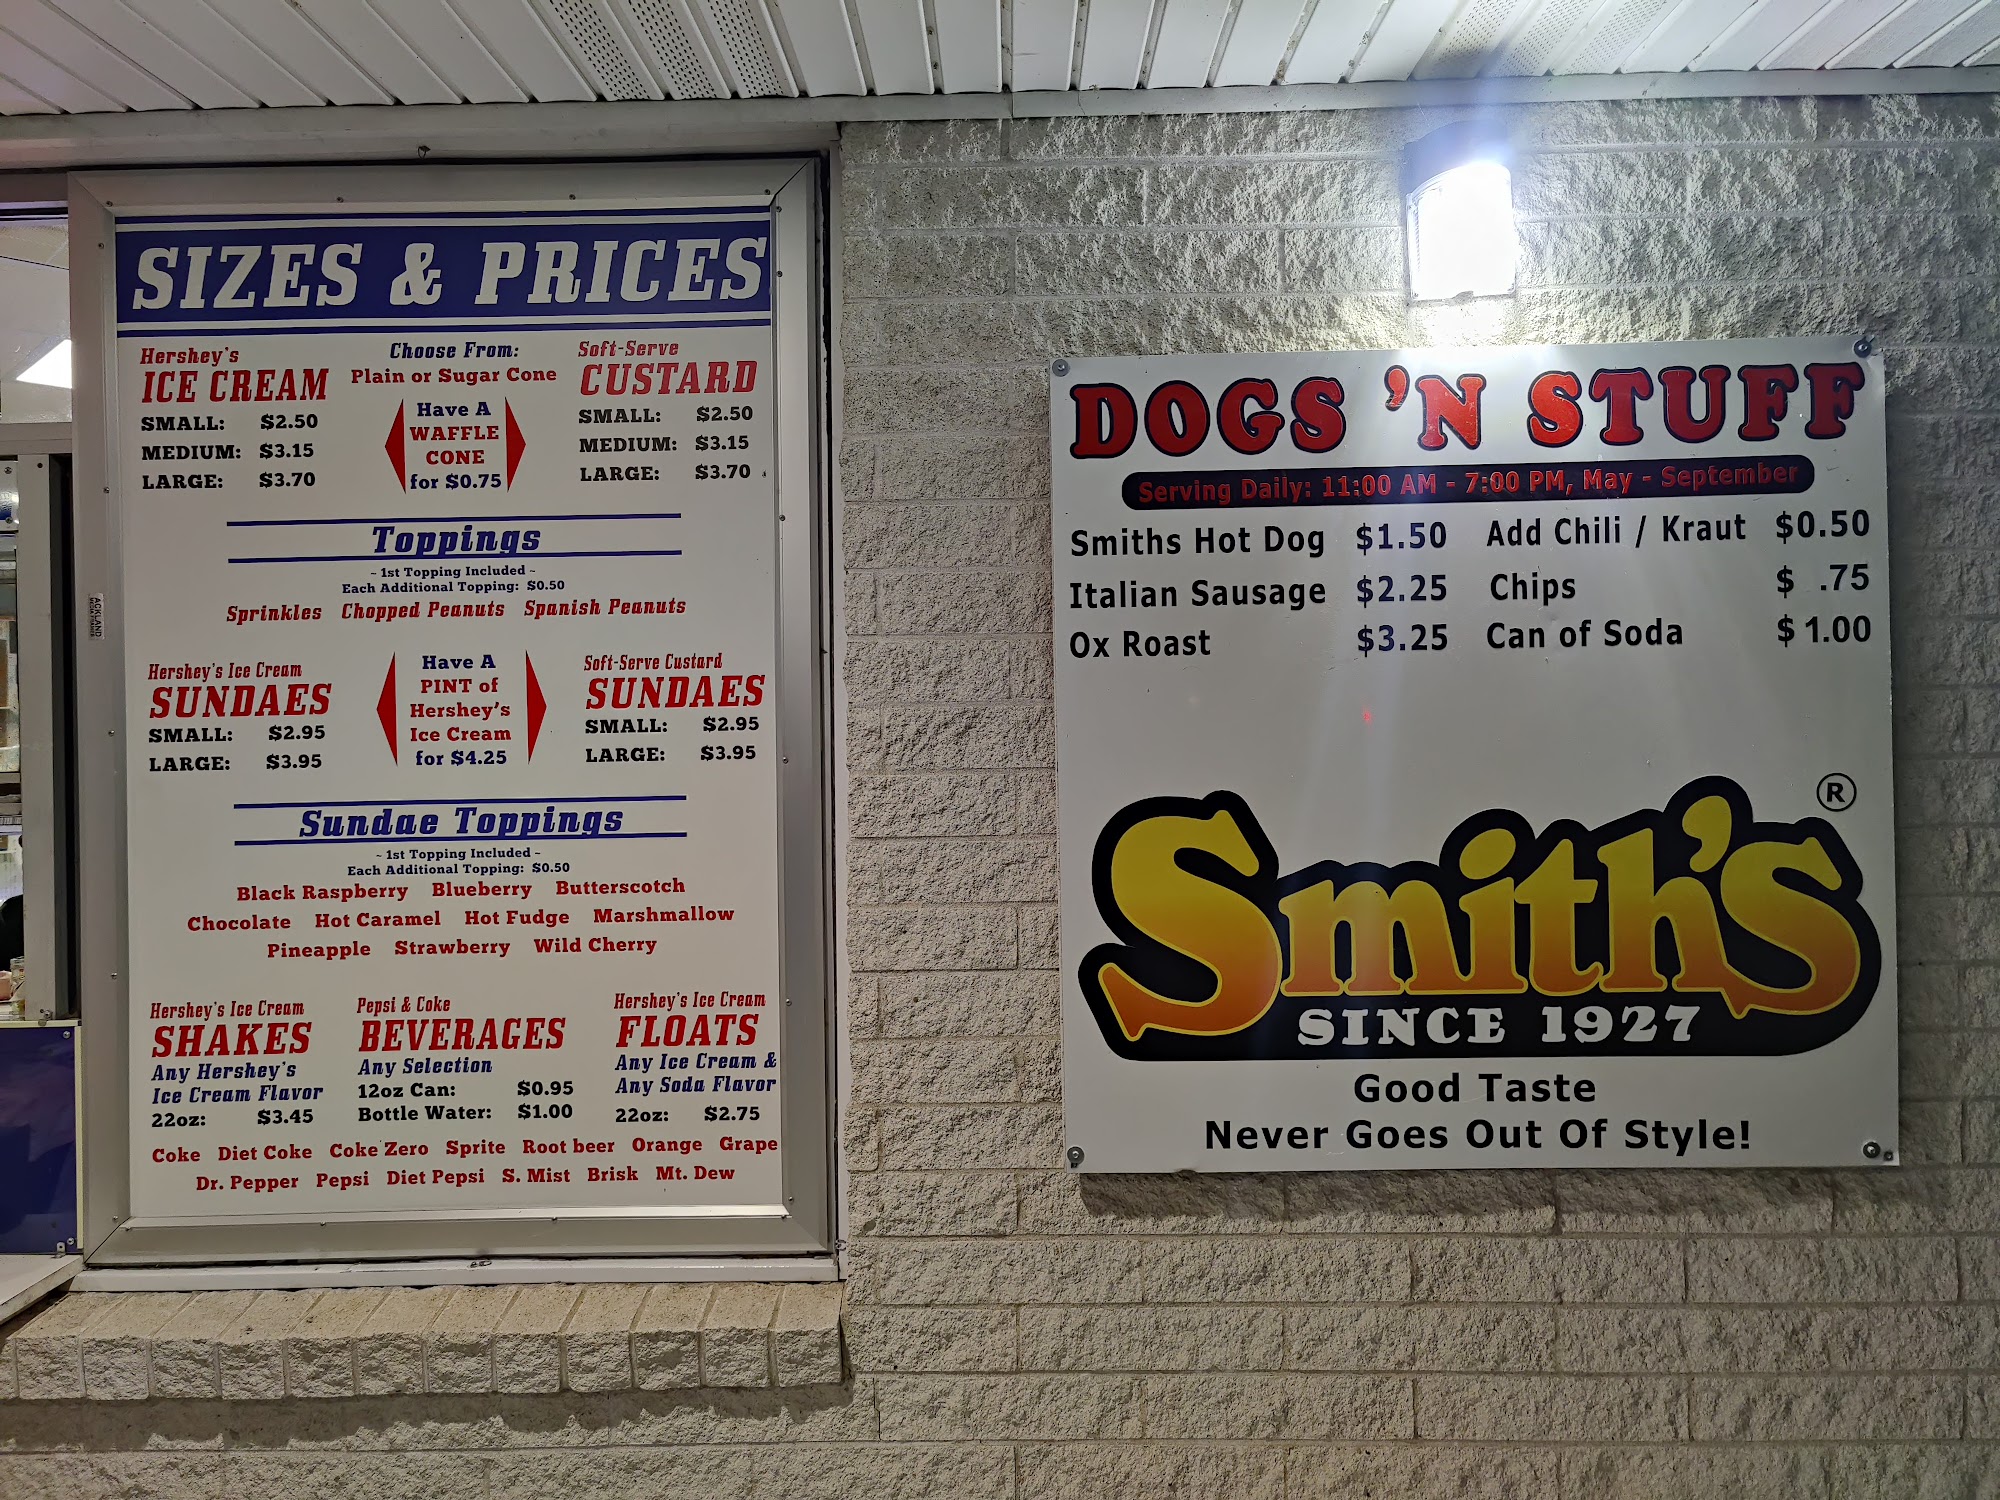 SIZES & PRICES
Hershey's
ICE CREAM
SMALL: $2.50
MEDIUM: $3.15
LARGE: $3.70
Choose From:
Plain or Sugar Cone
Have A
WAFFLE
CONE
for $0.75
Soft-Serve
CUSTARD
SMALL: $2.50
MEDIUM: $3.15
LARGE: $3.70
Toppings
~ 1st Topping Included ~
Each Additional Topping: $0.50
Sprinkles Chopped Peanuts Spanish Peanuts
Hershey's Ice Cream
SUNDAES
SMALL: $2.95
LARGE: $3.95
Have A
PINT of
Hershey's
Ice Cream
for $4.25
Soft-Serve Custard
SUNDAES
SMALL: $2.95
LARGE: $3.95
Sundae Toppings
~ 1st Topping Included ~
Each Additional Topping: $0.50
Black Raspberry Blueberry Butterscotch
Chocolate Hot Caramel Hot Fudge Marshmallow
Pineapple Strawberry Wild Cherry
Hershey's Ice Cream
SHAKES
Any Hershey's
Ice Cream Flavor
22oz: $3.45
Pepsi & Coke
BEVERAGES
Any Selection
12oz Can: $0.95
Bottle Water: $1.00
Hershey's Ice Cream
FLOATS
Any Ice Cream &
Any Soda Flavor
22oz: $2.75
Coke Diet Coke Coke Zero Sprite Root beer Orange Grape
Dr. Pepper Pepsi Diet Pepsi S. Mist Brisk Mt. Dew
ACKLAND
DOGS 'N STUFF
Serving Daily: 11:00 AM - 7:00 PM, May - September
Smiths Hot Dog $1.50 Add Chili / Kraut $0.50
Italian Sausage $2.25 Chips $ .75
Ox Roast $3.25 Can of Soda $1.00
Smith's ®
SINCE 1927
Good Taste
Never Goes Out Of Style!